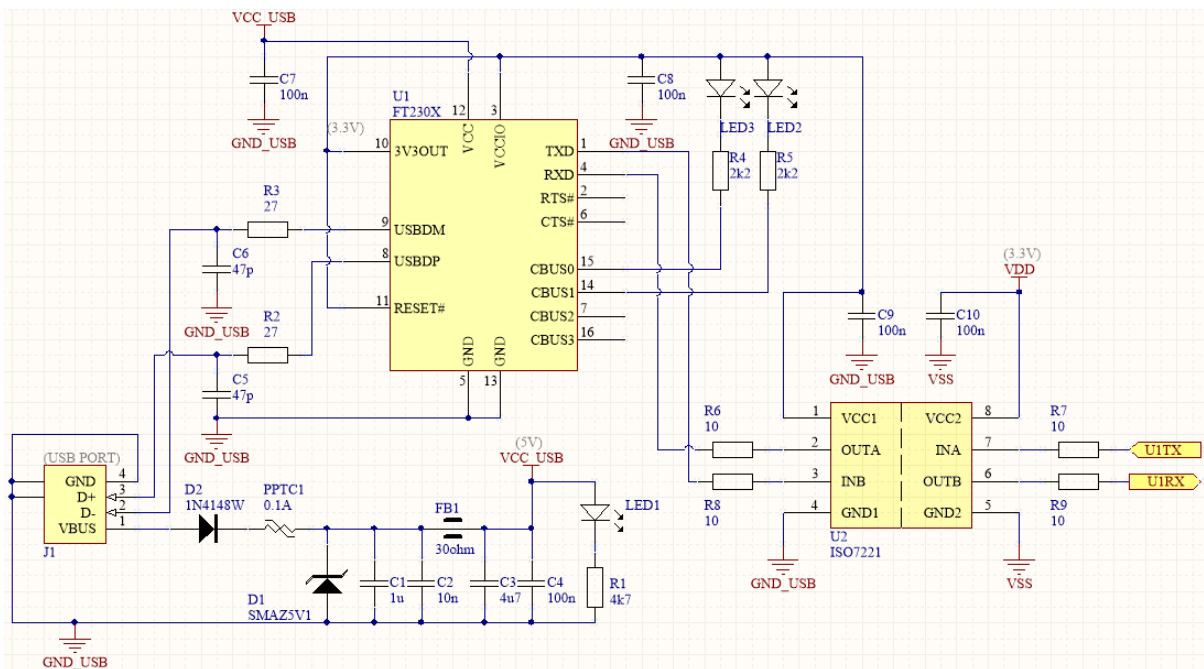 VCC_USB
C7
100n
GND_USB
U1
FT230X
(3.3V)
12
3
10
3V3OUT
VCC
VCCIO
TXD
1
RXD
4
RTS#
2
CTS#
6
9
USBDM
8
USBDP
11
RESET#
CBUS0
15
CBUS1
14
CBUS2
7
CBUS3
16
GND
GND
5
13
C8
100n
GND_USB
LED3
LED2
R4
2k2
R5
2k2
R3
27
C6
47p
GND_USB
R2
27
C5
47p
GND_USB
(3.3V)
VDD
C9
100n
GND_USB
C10
100n
VSS
R6
10
R8
10
1
VCC1
2
OUTA
3
INB
4
GND1
VCC2
8
INA
7
OUTB
6
GND2
5
U2
ISO7221
GND_USB
R7
10
U1TX
U1RX
R9
10
VSS
(USB PORT)
GND
4
D+
3
D-
2
VBUS
1
J1
D2
1N4148W
PPTC1
0.1A
FB1
30ohm
(5V)
VCC_USB
LED1
D1
SMAZ5V1
C1
1u
C2
10n
C3
4u7
C4
100n
R1
4k7
GND_USB